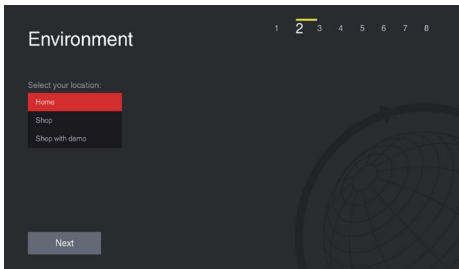 Environment
1 2 3 4 5 6 7 8
Select your location:
Home
Shop
Shop with demo
Next